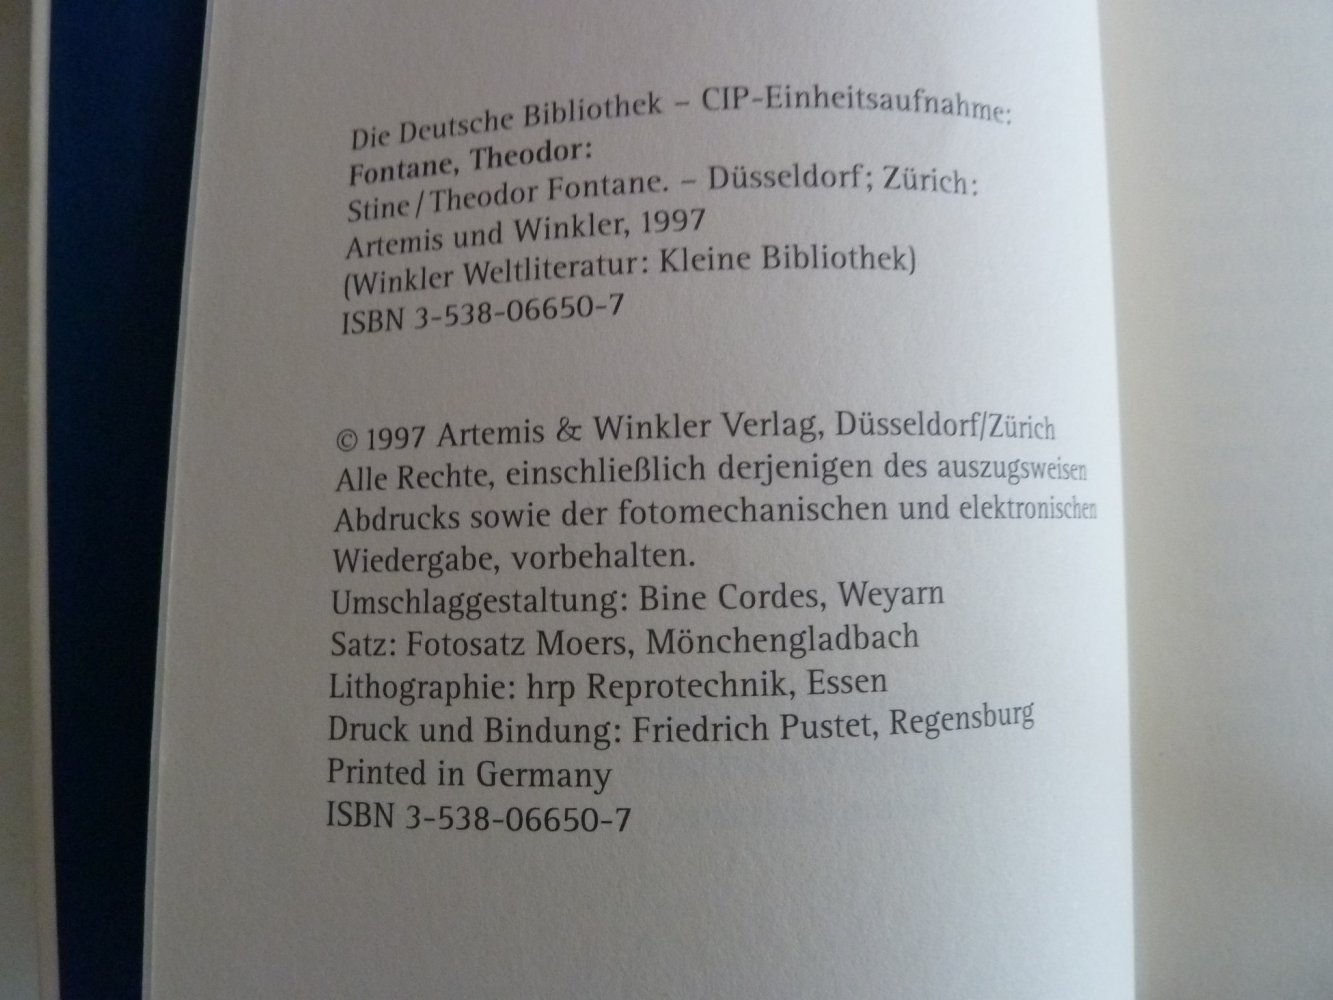 Die Deutsche Bibliothek – CIP-Einheitsaufnahme:
Fontane, Theodor:
Stine / Theodor Fontane. – Düsseldorf ; Zürich :
Artemis und Winkler, 1997
(Winkler Weltliteratur : Kleine Bibliothek)
ISBN 3-538-06650-7
© 1997 Artemis & Winkler Verlag, Düsseldorf/Zürich
Alle Rechte, einschließlich derjenigen des auszugsweisen
Abdrucks sowie der fotomechanischen und elektronischen
Wiedergabe, vorbehalten.
Umschlaggestaltung: Bine Cordes, Weyarn
Satz: Fotosatz Moers, Mönchengladbach
Lithographie: hrp Reprotechnik, Essen
Druck und Bindung: Friedrich Pustet, Regensburg
Printed in Germany
ISBN 3-538-06650-7